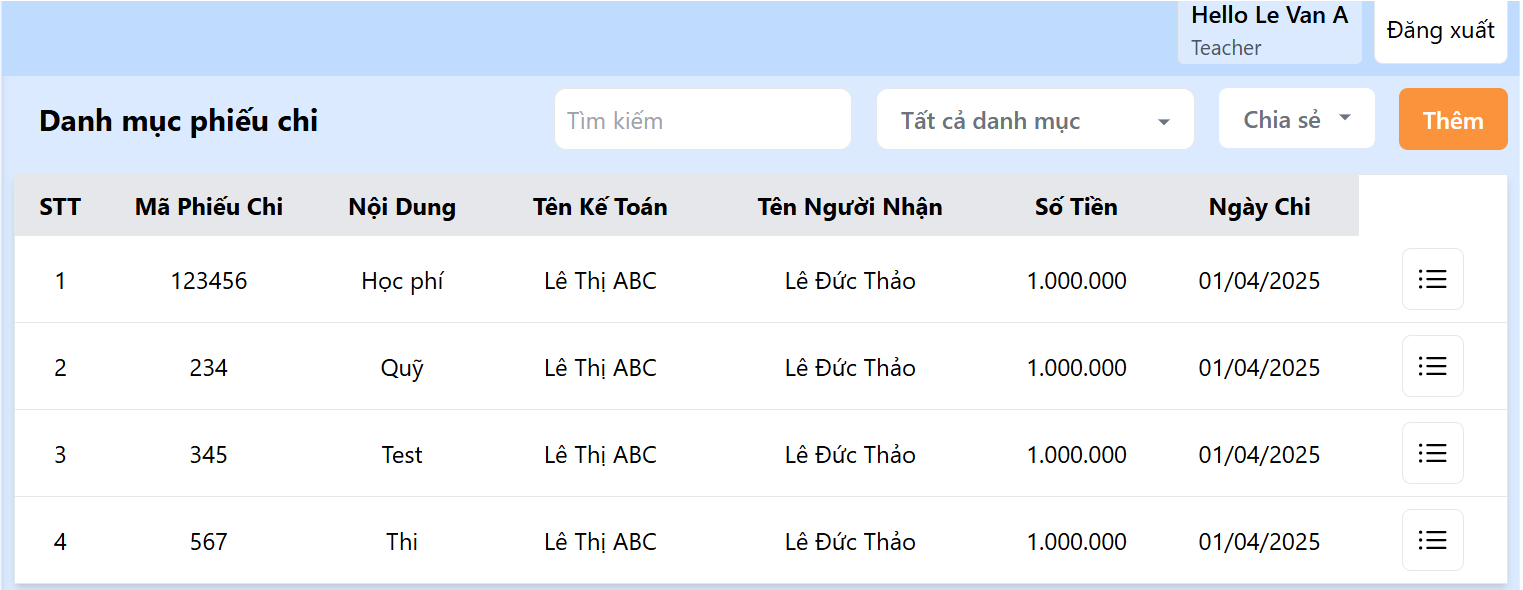 Hello Le Van A
Teacher
Đăng xuất
Danh mục phiếu chi
Tìm kiếm
Tất cả danh mục
Chia sẻ
Thêm
STT Mã Phiếu Chi Nội Dung Tên Kế Toán Tên Người Nhận Số Tiền Ngày Chi
1 123456 Học phí Lê Thị ABC Lê Đức Thảo 1.000.000 01/04/2025
2 234 Quỹ Lê Thị ABC Lê Đức Thảo 1.000.000 01/04/2025
3 345 Test Lê Thị ABC Lê Đức Thảo 1.000.000 01/04/2025
4 567 Thi Lê Thị ABC Lê Đức Thảo 1.000.000 01/04/2025